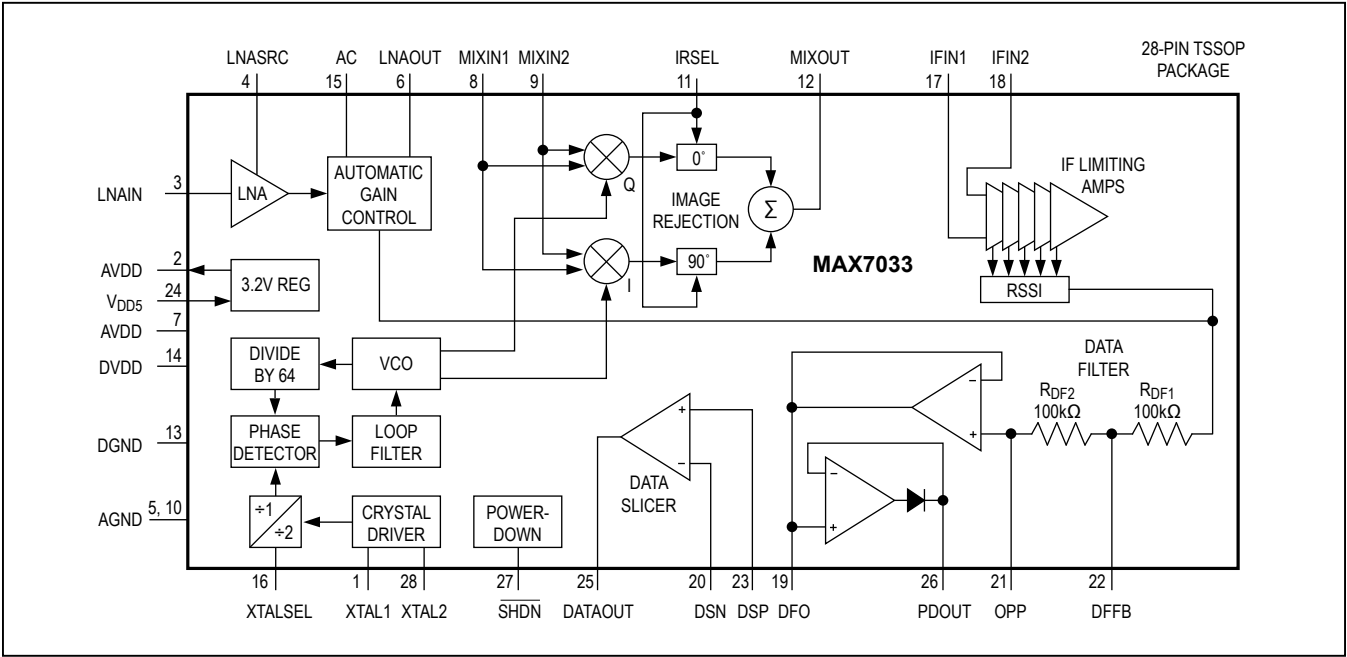 LNASRC AC LNAOUT MIXIN1 MIXIN2 IRSEL MIXOUT IFIN1 IFIN2 28-PIN TSSOP
PACKAGE
4 15 6 8 9 11 12 17 18
LNAIN 3
LNA
AUTOMATIC
GAIN
CONTROL
Q
0˚
IMAGE
REJECTION
Σ
IF LIMITING
AMPS
I
90˚
MAX7033
RSSI
AVDD 2
3.2V REG
VDD5 24
AVDD 7
DVDD 14
DIVIDE
BY 64
VCO
DATA
FILTER
RDF2
100kΩ
RDF1
100kΩ
DGND 13
PHASE
DETECTOR
LOOP
FILTER
+
−
DATA
SLICER
−
+
−
+
AGND 5, 10
÷1
÷2
CRYSTAL
DRIVER
POWER-
DOWN
16 1 28 27 25 20 23 19 26 21 22
XTALSEL XTAL1 XTAL2 SHDN DATAOUT DSN DSP DFO PDOUT OPP DFFB